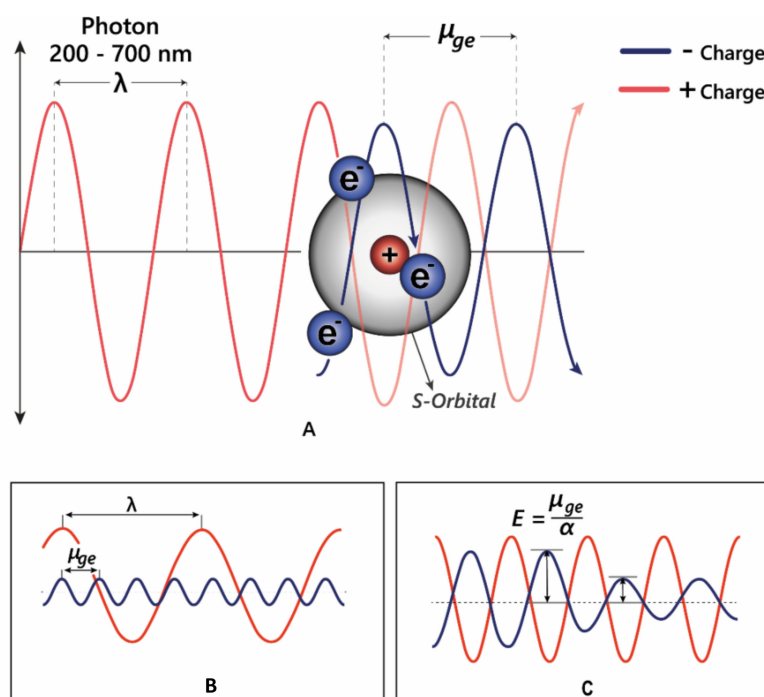 Photon
200 - 700 nm
λ
μge
- Charge
+ Charge
e-
e-
+
e-
S-Orbital
A
λ
μge
B
E = μge/α
C